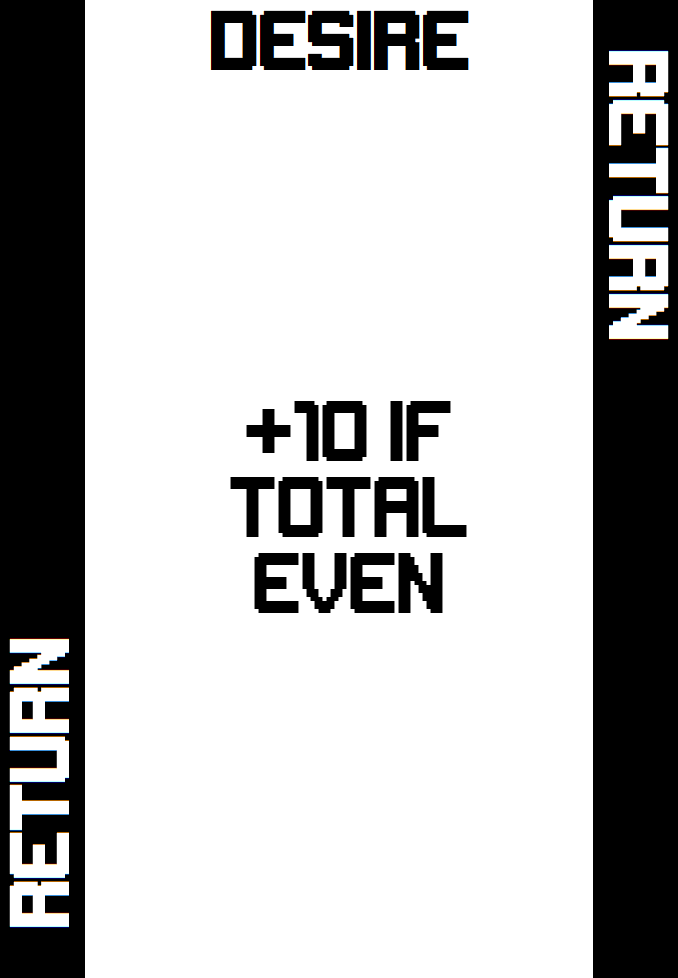 DESIRE
RETURN
+10 IF
TOTAL
EVEN
RETURN